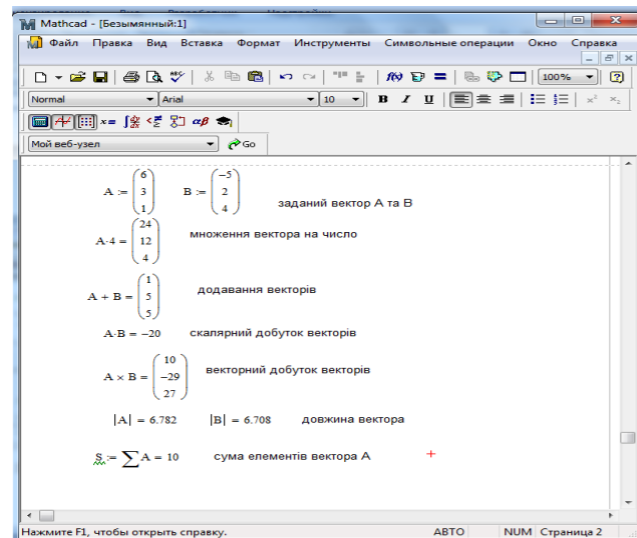 Mathcad - [Безымянный:1]
Файл Правка Вид Вставка Формат Инструменты Символьные операции Окно Справка
100%
Normal Arial 10 B I U
Мой веб-узел Go
A := (6 3 1) B := (-5 2 4) заданий вектор А та В
A·4 = (24 12 4) множення вектора на число
A + B = (1 5 5) додавання векторів
A·B = -20 скалярний добуток векторів
A × B = (10 -29 27) векторний добуток векторів
|A| = 6.782 |B| = 6.708 довжина вектора
S := ∑ A = 10 сума елементів вектора А
Нажмите F1, чтобы открыть справку. АВТО NUM Страница 2